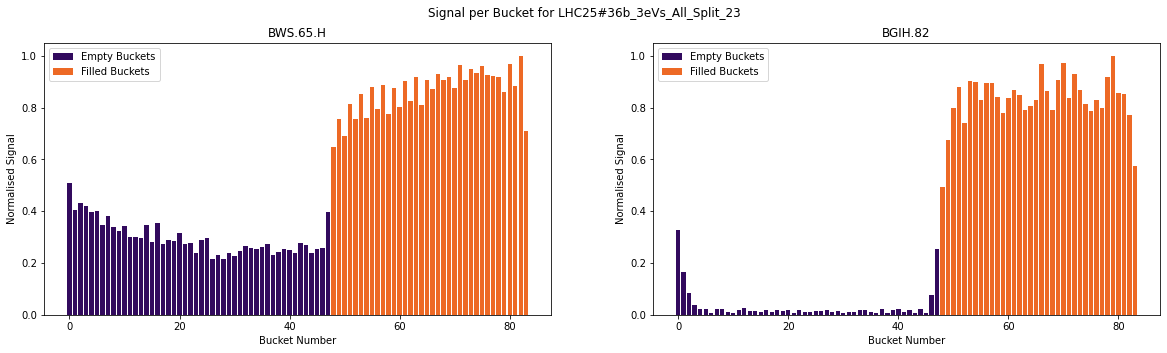 Signal per Bucket for LHC25#36b_3eVs_All_Split_23
BWS.65.H
Empty Buckets
Filled Buckets
1.0
0.8
0.6
0.4
0.2
0.0
Normalised Signal
0 20 40 60 80
Bucket Number
BGIH.82
Empty Buckets
Filled Buckets
1.0
0.8
0.6
0.4
0.2
0.0
Normalised Signal
0 20 40 60 80
Bucket Number